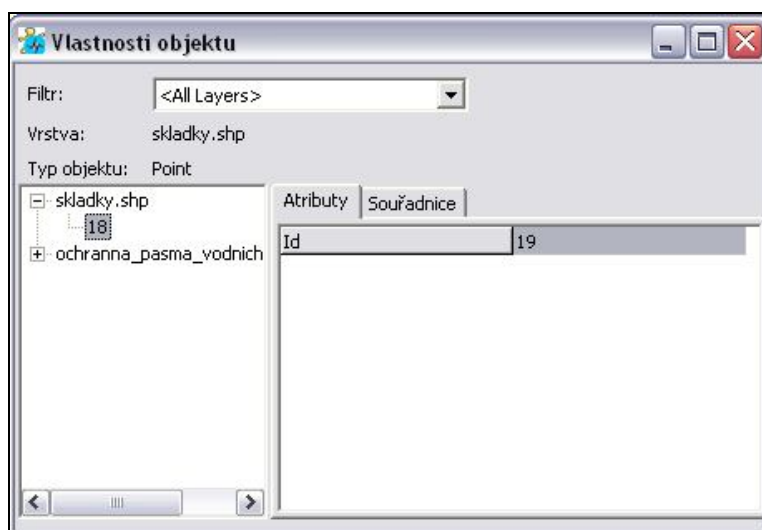 Vlastnosti objektu
Filtr: <All Layers>
Vrstva: skladky.shp
Typ objektu: Point
skladky.shp
18
ochranna_pasma_vodnich
Atributy Souřadnice
Id 19